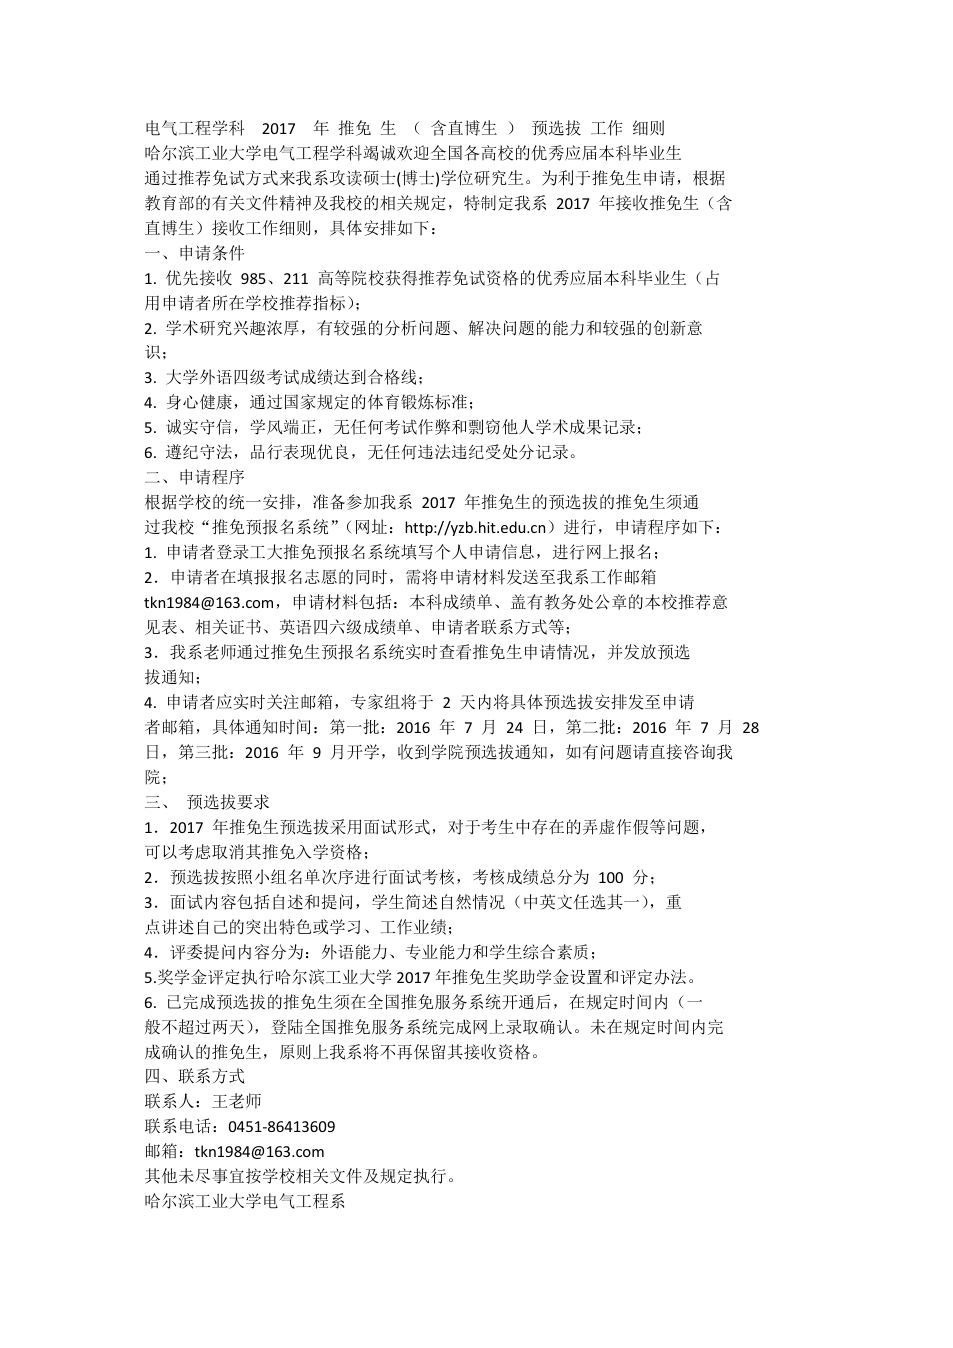 电气工程学科 2017 年 推免 生 （ 含直博生 ） 预选拔 工作 细则
哈尔滨工业大学电气工程学科竭诚欢迎全国各高校的优秀应届本科毕业生
通过推荐免试方式来我系攻读硕士(博士)学位研究生。为利于推免生申请，根据
教育部的有关文件精神及我校的相关规定，特制定我系 2017 年接收推免生（含
直博生）接收工作细则，具体安排如下：
一、申请条件
1. 优先接收 985、211 高等院校获得推荐免试资格的优秀应届本科毕业生（占
用申请者所在学校推荐指标）；
2. 学术研究兴趣浓厚，有较强的分析问题、解决问题的能力和较强的创新意
识；
3. 大学外语四级考试成绩达到合格线；
4. 身心健康，通过国家规定的体育锻炼标准；
5. 诚实守信，学风端正，无任何考试作弊和剽窃他人学术成果记录；
6. 遵纪守法，品行表现优良，无任何违法违纪受处分记录。
二、申请程序
根据学校的统一安排，准备参加我系 2017 年推免生的预选拔的推免生须通
过我校“推免预报名系统”（网址：http://yzb.hit.edu.cn）进行，申请程序如下：
1. 申请者登录工大推免预报名系统填写个人申请信息，进行网上报名；
2．申请者在填报报名志愿的同时，需将申请材料发送至我系工作邮箱
tkn1984@163.com，申请材料包括：本科成绩单、盖有教务处公章的本校推荐意
见表、相关证书、英语四六级成绩单、申请者联系方式等；
3．我系老师通过推免生预报名系统实时查看推免生申请情况，并发放预选
拔通知；
4. 申请者应实时关注邮箱，专家组将于 2 天内将具体预选拔安排发至申请
者邮箱，具体通知时间：第一批：2016 年 7 月 24 日，第二批：2016 年 7 月 28
日，第三批：2016 年 9 月开学，收到学院预选拔通知，如有问题请直接咨询我
院；
三、 预选拔要求
1．2017 年推免生预选拔采用面试形式，对于考生中存在的弄虚作假等问题，
可以考虑取消其推免入学资格；
2．预选拔按照小组名单次序进行面试考核，考核成绩总分为 100 分；
3．面试内容包括自述和提问，学生简述自然情况（中英文任选其一），重
点讲述自己的突出特色或学习、工作业绩；
4．评委提问内容分为：外语能力、专业能力和学生综合素质；
5.奖学金评定执行哈尔滨工业大学2017年推免生奖助学金设置和评定办法。
6. 已完成预选拔的推免生须在全国推免服务系统开通后，在规定时间内（一
般不超过两天），登陆全国推免服务系统完成网上录取确认。未在规定时间内完
成确认的推免生，原则上我系将不再保留其接收资格。
四、联系方式
联系人：王老师
联系电话：0451-86413609
邮箱：tkn1984@163.com
其他未尽事宜按学校相关文件及规定执行。
哈尔滨工业大学电气工程系